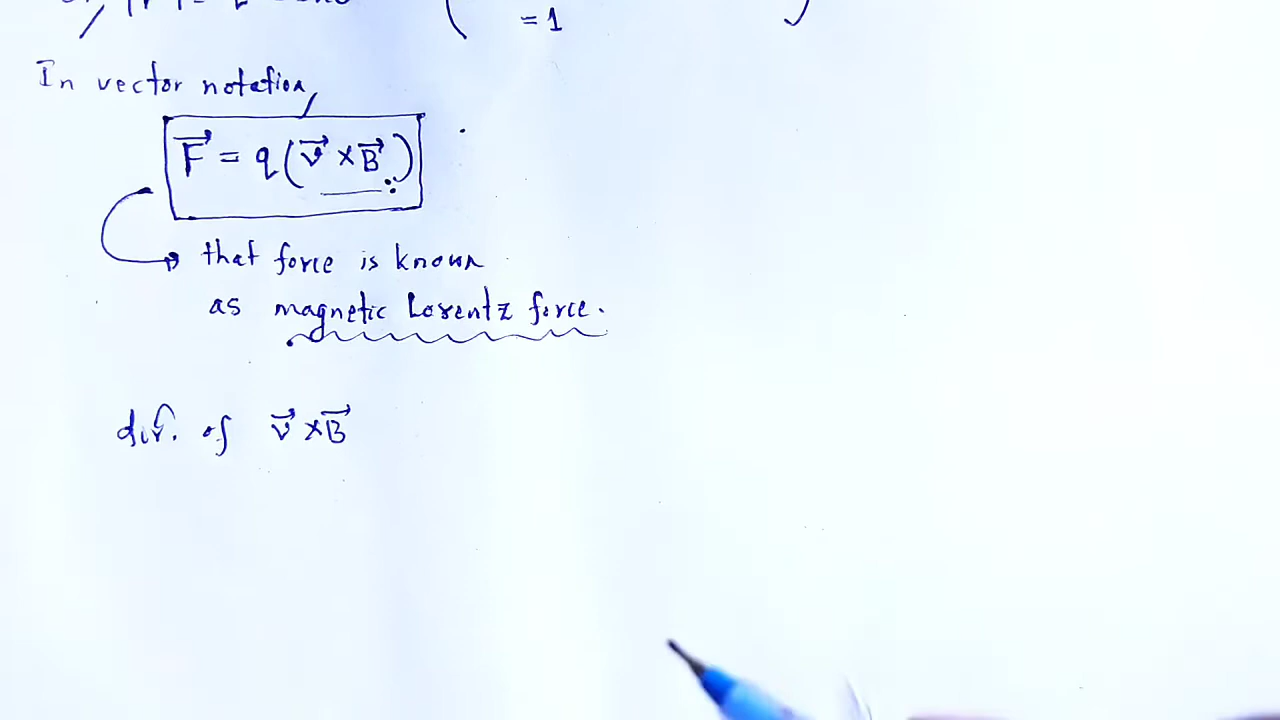 = 1
In vector notation,
F⃗ = q(v⃗ × B⃗)
that force is known
as magnetic Lorentz force.
dir. of v⃗ × B⃗